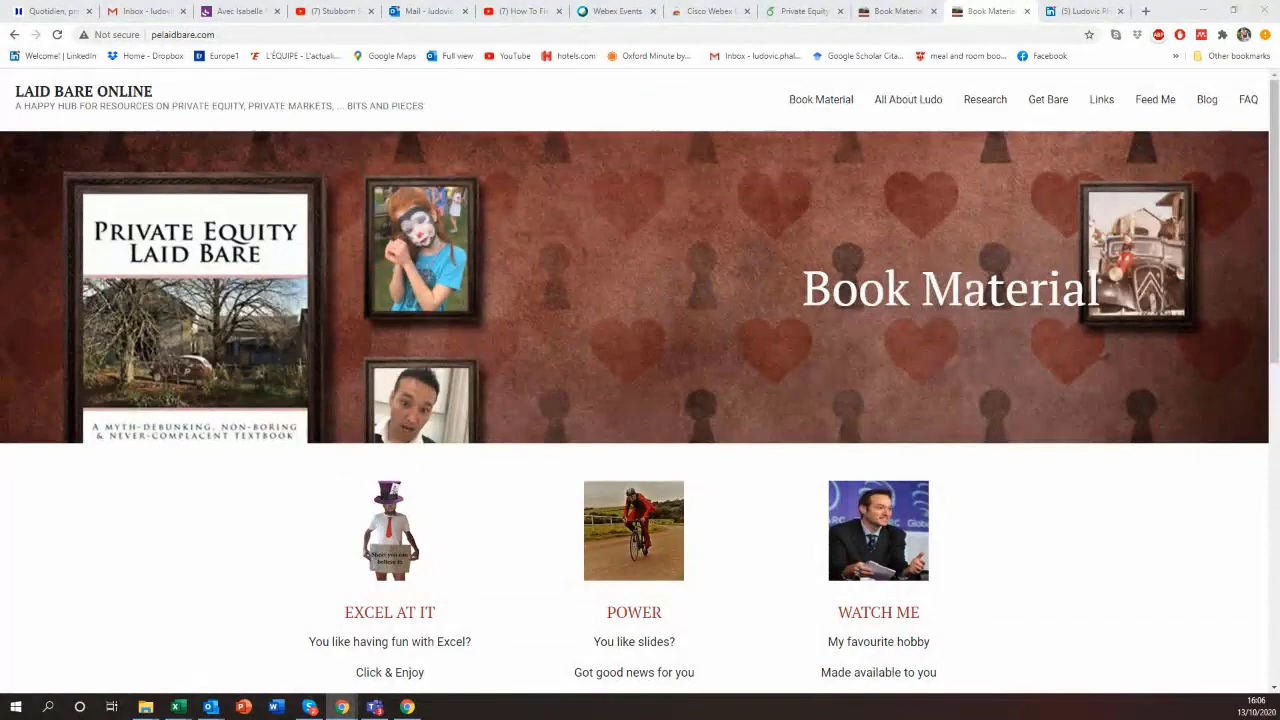 Quotidien, pr
Inbox - ludovi
Avec Isabelle
(7) Stubborn
Mail - ludovic
(7) How To Fi
Webex Events
Cisco Webex
Private Equity
Book Materia
Book Materia
(5) Ludovic P
Not secure
pelaidbare.com
Welcome! | LinkedIn
Home - Dropbox
Europe1
L'ÉQUIPE - L'actuali...
Google Maps
Full view
YouTube
hotels.com
Oxford Minute by...
Inbox - ludovic.phal...
Google Scholar Cita...
meal and room boo...
Facebook
»
Other bookmarks
LAID BARE ONLINE
A HAPPY HUB FOR RESOURCES ON PRIVATE EQUITY, PRIVATE MARKETS, ... BITS AND PIECES
Book Material
All About Ludo
Research
Get Bare
Links
Feed Me
Blog
FAQ
PRIVATE EQUITY
LAID BARE
A MYTH-DEBUNKING, NON-BORING
& NEVER-COMPLACENT TEXTBOOK
Book Material
EXCEL AT IT
You like having fun with Excel?
Click & Enjoy
POWER
You like slides?
Got good news for you
WATCH ME
My favourite hobby
Made available to you
16:06
13/10/2020